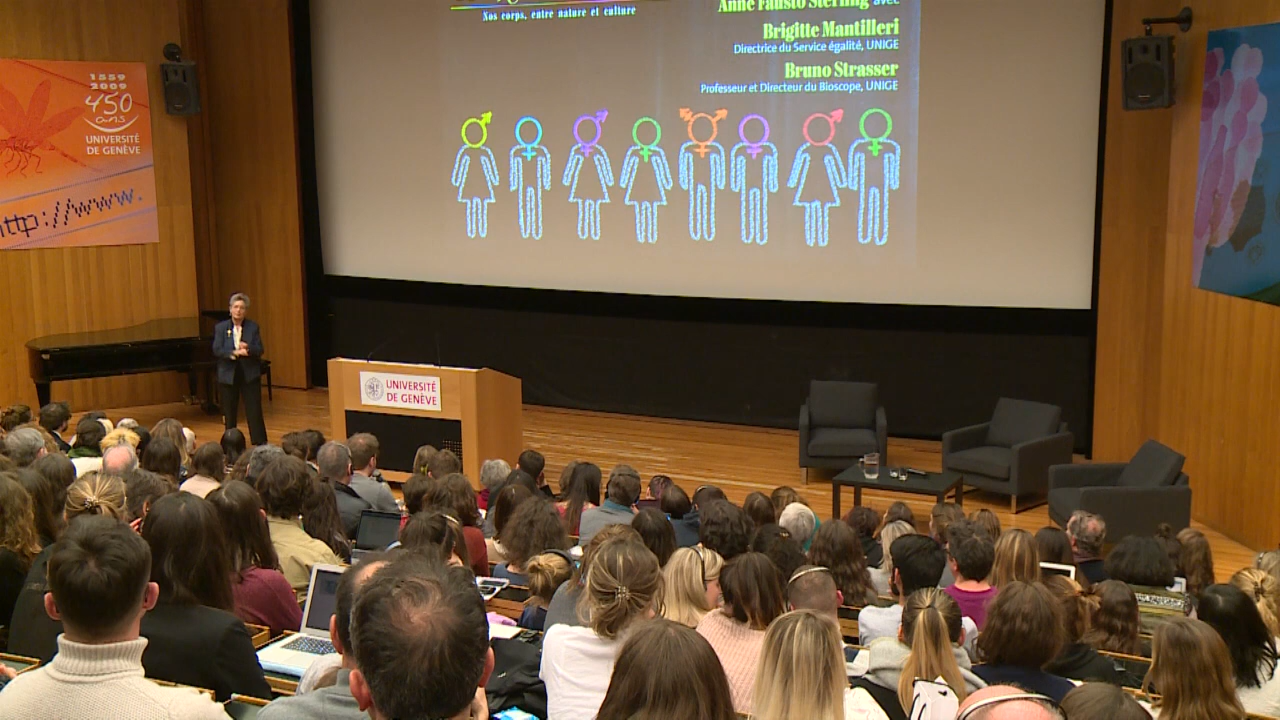 Nos corps, entre nature et culture
Anne Fausto Sterling avec
Brigitte Mantilleri
Directrice du Service égalité, UNIGE
Bruno Strasser
Professeur et Directeur du Bioscope, UNIGE
1559
2009
450
ans
UNIVERSITÉ
DE GENÈVE
http://www.
UNIVERSITÉ
DE GENÈVE